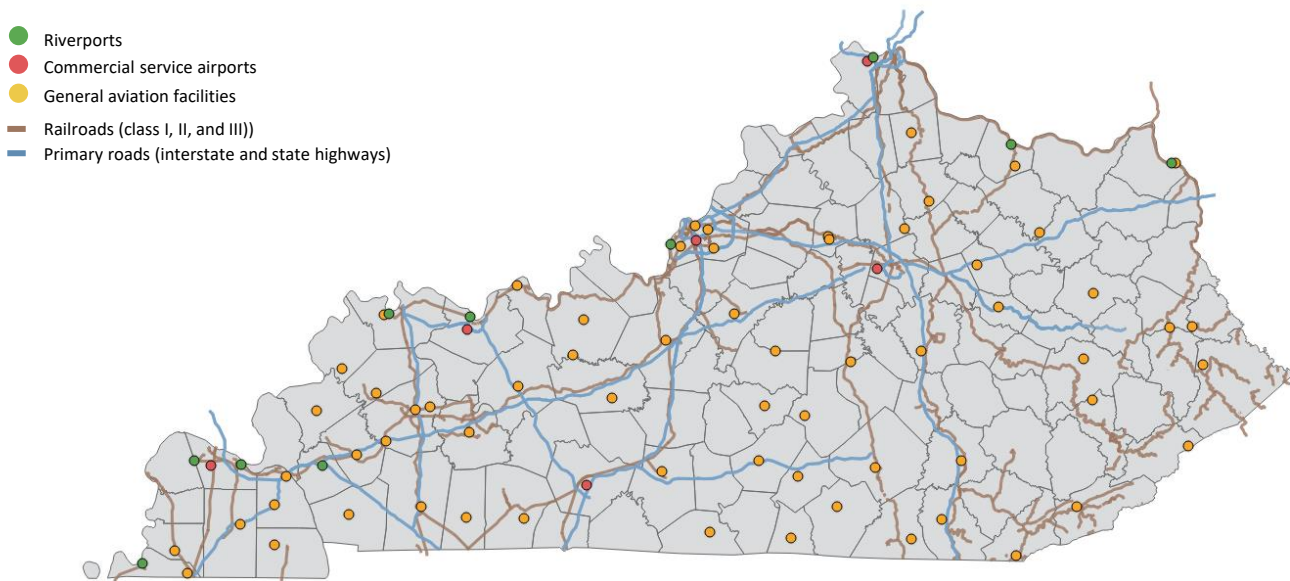 Riverports
Commercial service airports
General aviation facilities
Railroads (class I, II, and III))
Primary roads (interstate and state highways)